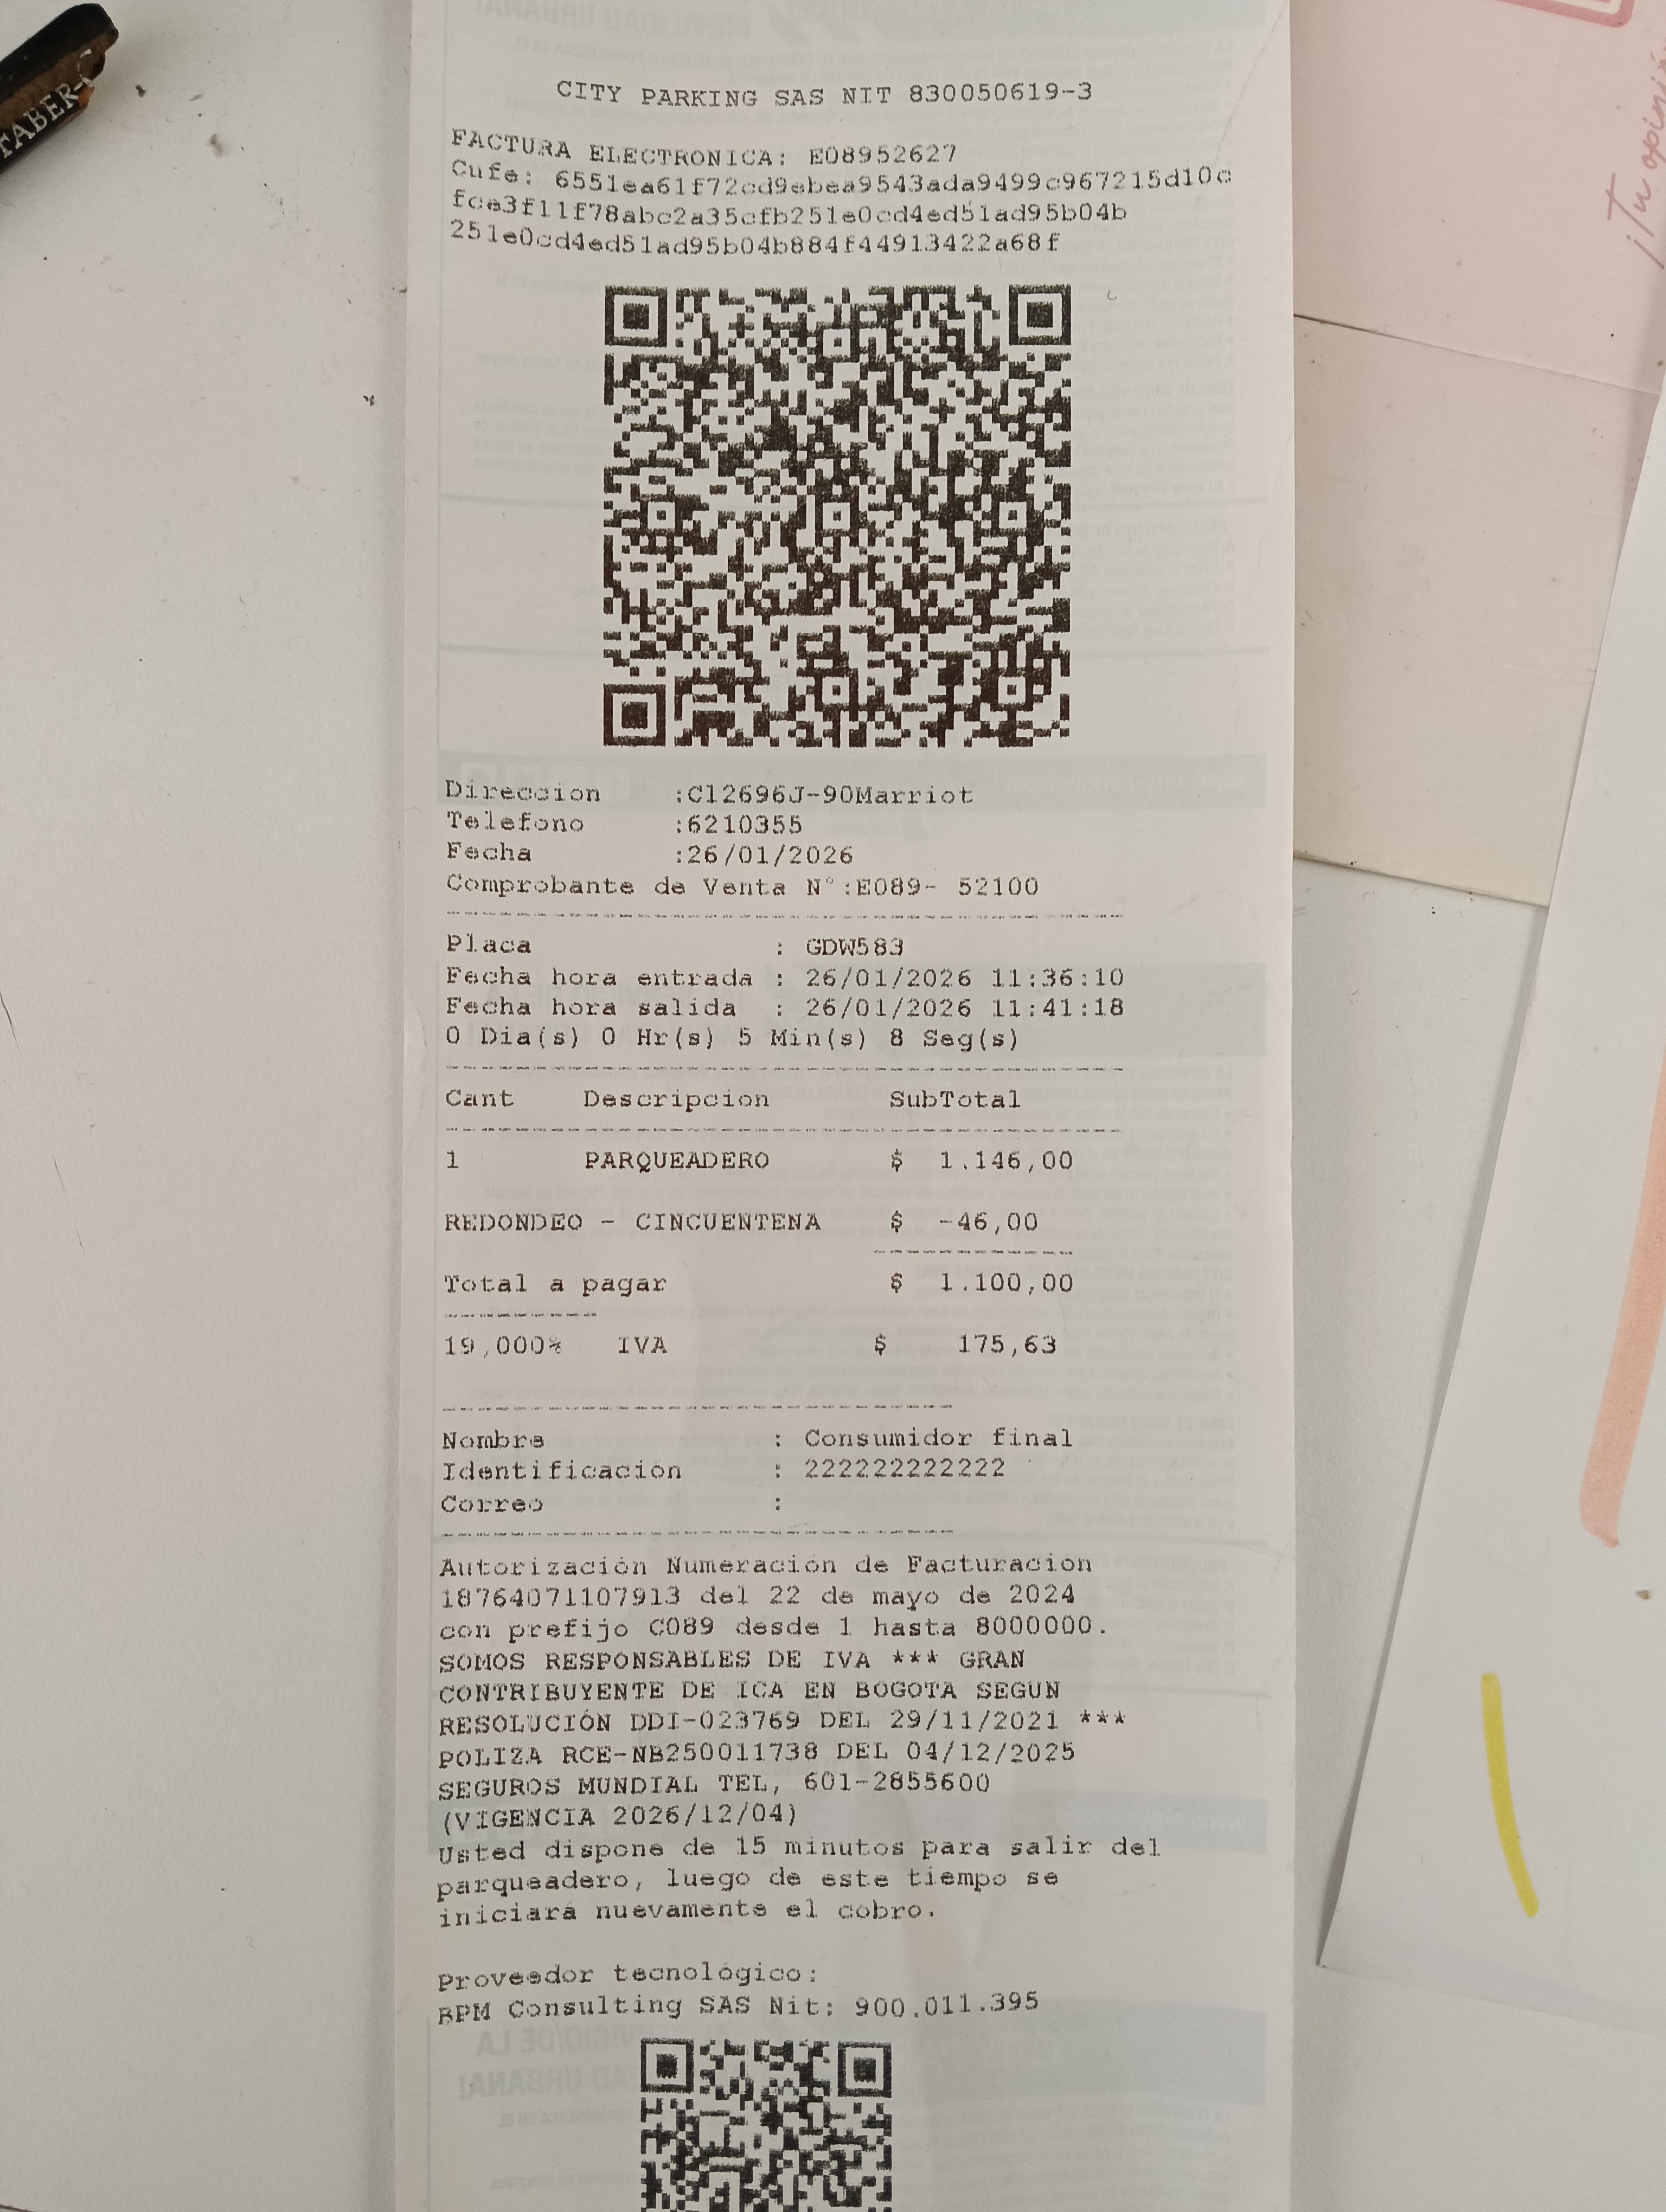 TABER-C
¡Tu opinió
CITY PARKING SAS NIT 830050619-3
FACTURA ELECTRONICA: E08952627
Cufe: 6551ea61f72cd9ebea9543ada9499c967215d10c
fce3f11f78abc2a35cfb251e0cd4ed51ad95b04b
251e0cd4ed51ad95b04b884f44913422a68f
Direccion :Cl2696J-90Marriot
Telefono :6210355
Fecha :26/01/2026
Comprobante de Venta N°:E089- 52100
Placa : GDW583
Fecha hora entrada : 26/01/2026 11:36:10
Fecha hora salida : 26/01/2026 11:41:18
0 Dia(s) 0 Hr(s) 5 Min(s) 8 Seg(s)
Cant Descripcion SubTotal
1 PARQUEADERO $ 1.146,00
REDONDEO - CINCUENTENA $ -46,00
Total a pagar $ 1.100,00
19,000% IVA $ 175,63
Nombre : Consumidor final
Identificación : 222222222222
Correo :
Autorización Numeración de Facturación
18764071107913 del 22 de mayo de 2024
con prefijo C089 desde 1 hasta 8000000.
SOMOS RESPONSABLES DE IVA *** GRAN
CONTRIBUYENTE DE ICA EN BOGOTA SEGUN
RESOLUCIÓN DDI-023769 DEL 29/11/2021 ***
POLIZA RCE-NB250011738 DEL 04/12/2025
SEGUROS MUNDIAL TEL, 601-2855600
(VIGENCIA 2026/12/04)
Usted dispone de 15 minutos para salir del
parqueadero, luego de este tiempo se
iniciará nuevamente el cobro.
Proveedor tecnológico:
BPM Consulting SAS Nit: 900.011.395